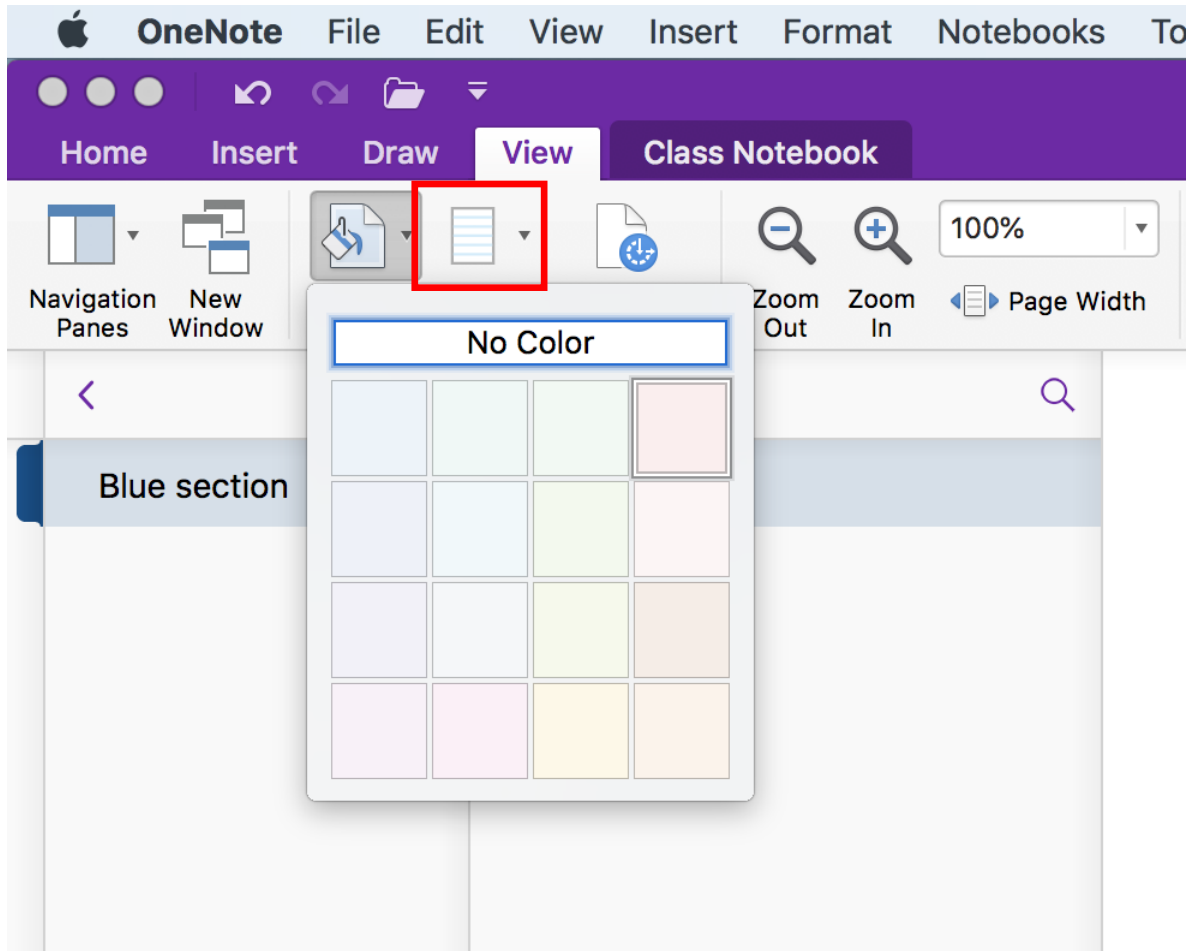 OneNote File Edit View Insert Format Notebooks To
Home Insert Draw View Class Notebook
100%
Navigation Panes
New Window
Zoom Out
Zoom In
Page Width
No Color
Blue section